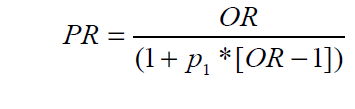 PR = OR / (1 + p₁ * [OR − 1])